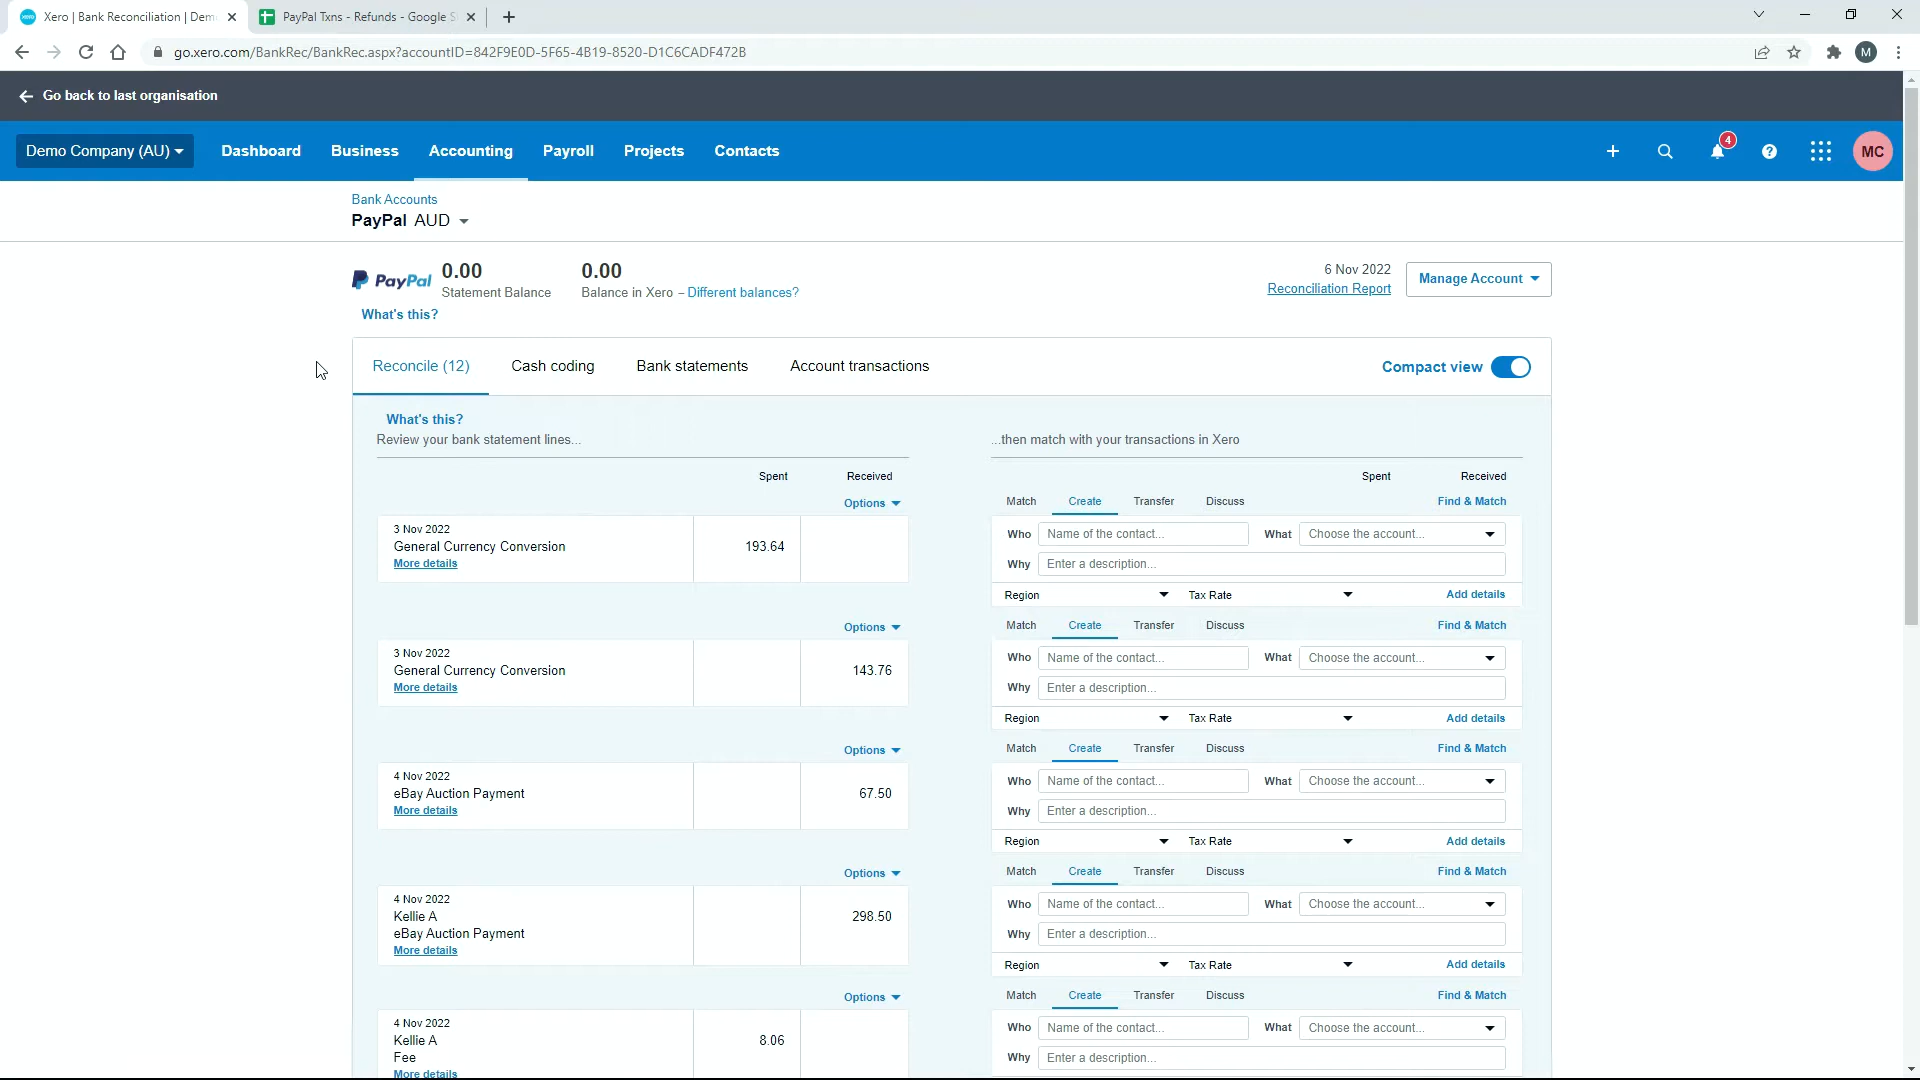 Xero | Bank Reconciliation | Dem
PayPal Txns - Refunds - Google S
go.xero.com/BankRec/BankRec.aspx?accountID=842F9E0D-5F65-4B19-8520-D1C6CADF472B
M
Go back to last organisation
Demo Company (AU)
Dashboard
Business
Accounting
Payroll
Projects
Contacts
4
MC
Bank Accounts
PayPal AUD
PayPal
0.00
Statement Balance
0.00
Balance in Xero – Different balances?
What's this?
6 Nov 2022
Reconciliation Report
Manage Account
Reconcile (12)
Cash coding
Bank statements
Account transactions
Compact view
What's this?
Review your bank statement lines...
...then match with your transactions in Xero
Spent Received
Spent Received
Options
Match Create Transfer Discuss Find & Match
3 Nov 2022
General Currency Conversion
More details
193.64
Who Name of the contact... What Choose the account...
Why Enter a description...
Region Tax Rate Add details
Options
Match Create Transfer Discuss Find & Match
3 Nov 2022
General Currency Conversion
More details
143.76
Who Name of the contact... What Choose the account...
Why Enter a description...
Region Tax Rate Add details
Options
Match Create Transfer Discuss Find & Match
4 Nov 2022
eBay Auction Payment
More details
67.50
Who Name of the contact... What Choose the account...
Why Enter a description...
Region Tax Rate Add details
Options
Match Create Transfer Discuss Find & Match
4 Nov 2022
Kellie A
eBay Auction Payment
More details
298.50
Who Name of the contact... What Choose the account...
Why Enter a description...
Region Tax Rate Add details
Options
Match Create Transfer Discuss Find & Match
4 Nov 2022
Kellie A
Fee
More details
8.06
Who Name of the contact... What Choose the account...
Why Enter a description...